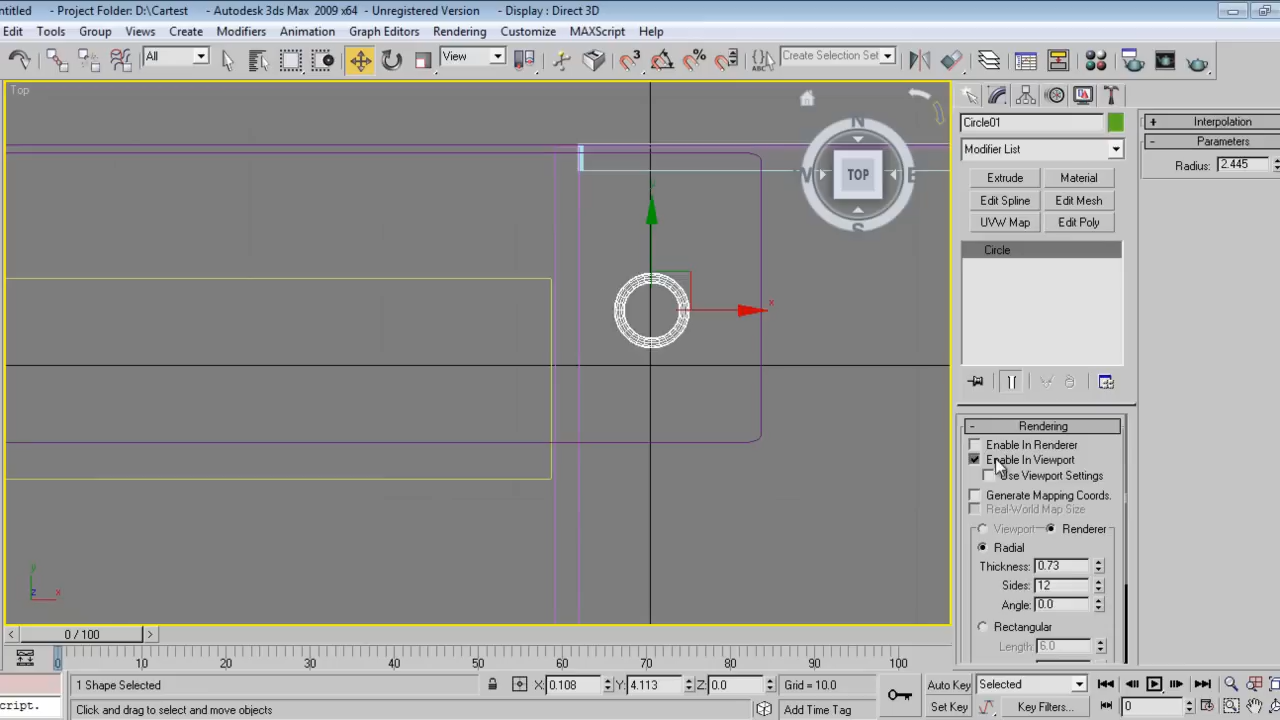 ntitled - Project Folder: D:\Cartest - Autodesk 3ds Max 2009 x64 - Unregistered Version - Display : Direct 3D
Edit Tools Group Views Create Modifiers Animation Graph Editors Rendering Customize MAXScript Help
All View Create Selection Set
Top
N
W TOP E
S
y
x
Circle01
Modifier List
Extrude Material
Edit Spline Edit Mesh
UVW Map Edit Poly
Circle
- Rendering
Enable In Renderer
Enable In Viewport
Use Viewport Settings
Generate Mapping Coords.
Real-World Map Size
Viewport Renderer
Radial
Thickness: 0.73
Sides: 12
Angle: 0.0
Rectangular
Length: 6.0
+ Interpolation
- Parameters
Radius: 2.445
y
z x
< 0 / 100 >
0 10 20 30 40 50 60 70 80 90 100
1 Shape Selected X: 0.108 Y: 4.113 Z: 0.0 Grid = 10.0 Auto Key Selected
cript. Click and drag to select and move objects Add Time Tag Set Key Key Filters... 0